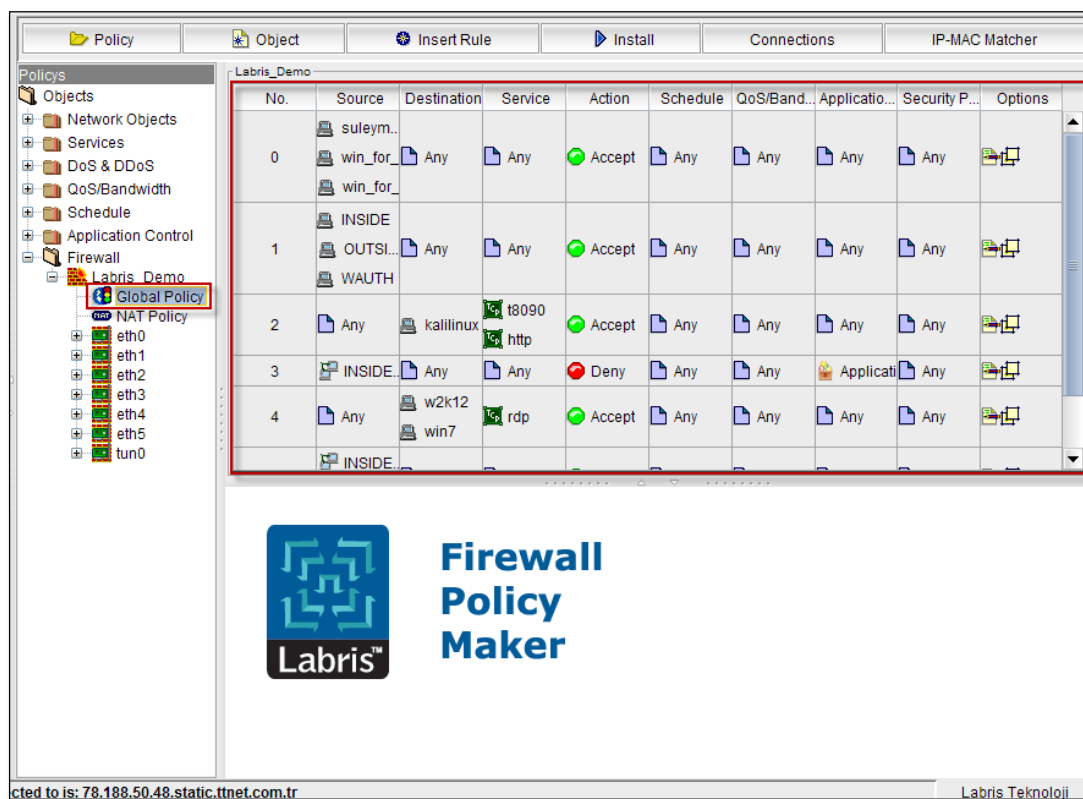 Policy Object Insert Rule Install Connections IP-MAC Matcher
Policys
Objects
Network Objects
Services
DoS & DDoS
QoS/Bandwidth
Schedule
Application Control
Firewall
Labris_Demo
Global Policy
NAT NAT Policy
eth0
eth1
eth2
eth3
eth4
eth5
tun0
Labris_Demo
No. Source Destination Service Action Schedule QoS/Band... Applicatio... Security P... Options
suleym..
0 win_for_ Any Any Accept Any Any Any Any
win_for_
INSIDE
1 OUTSI... Any Any Accept Any Any Any Any
WAUTH
2 Any kalilinux TCP t8090 Accept Any Any Any Any
TCP http
3 INSIDE.. Any Any Deny Any Any Applicati Any
4 Any w2k12 TCP rdp Accept Any Any Any Any
win7
INSIDE..
Labris™
Firewall
Policy
Maker
cted to is: 78.188.50.48.static.ttnet.com.tr Labris Teknoloji